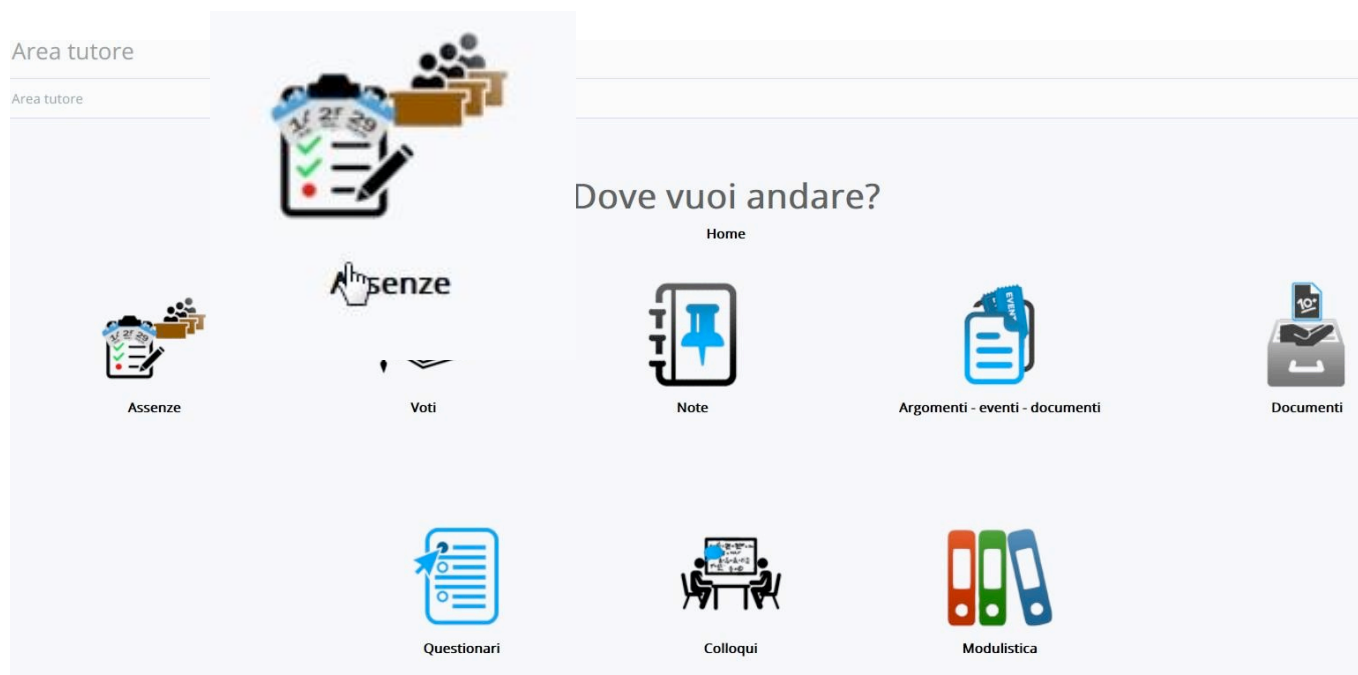 Area tutore
Area tutore
Assenze
Dove vuoi andare?
Home
Assenze
Voti
Note
Argomenti - eventi - documenti
Documenti
Questionari
Colloqui
Modulistica